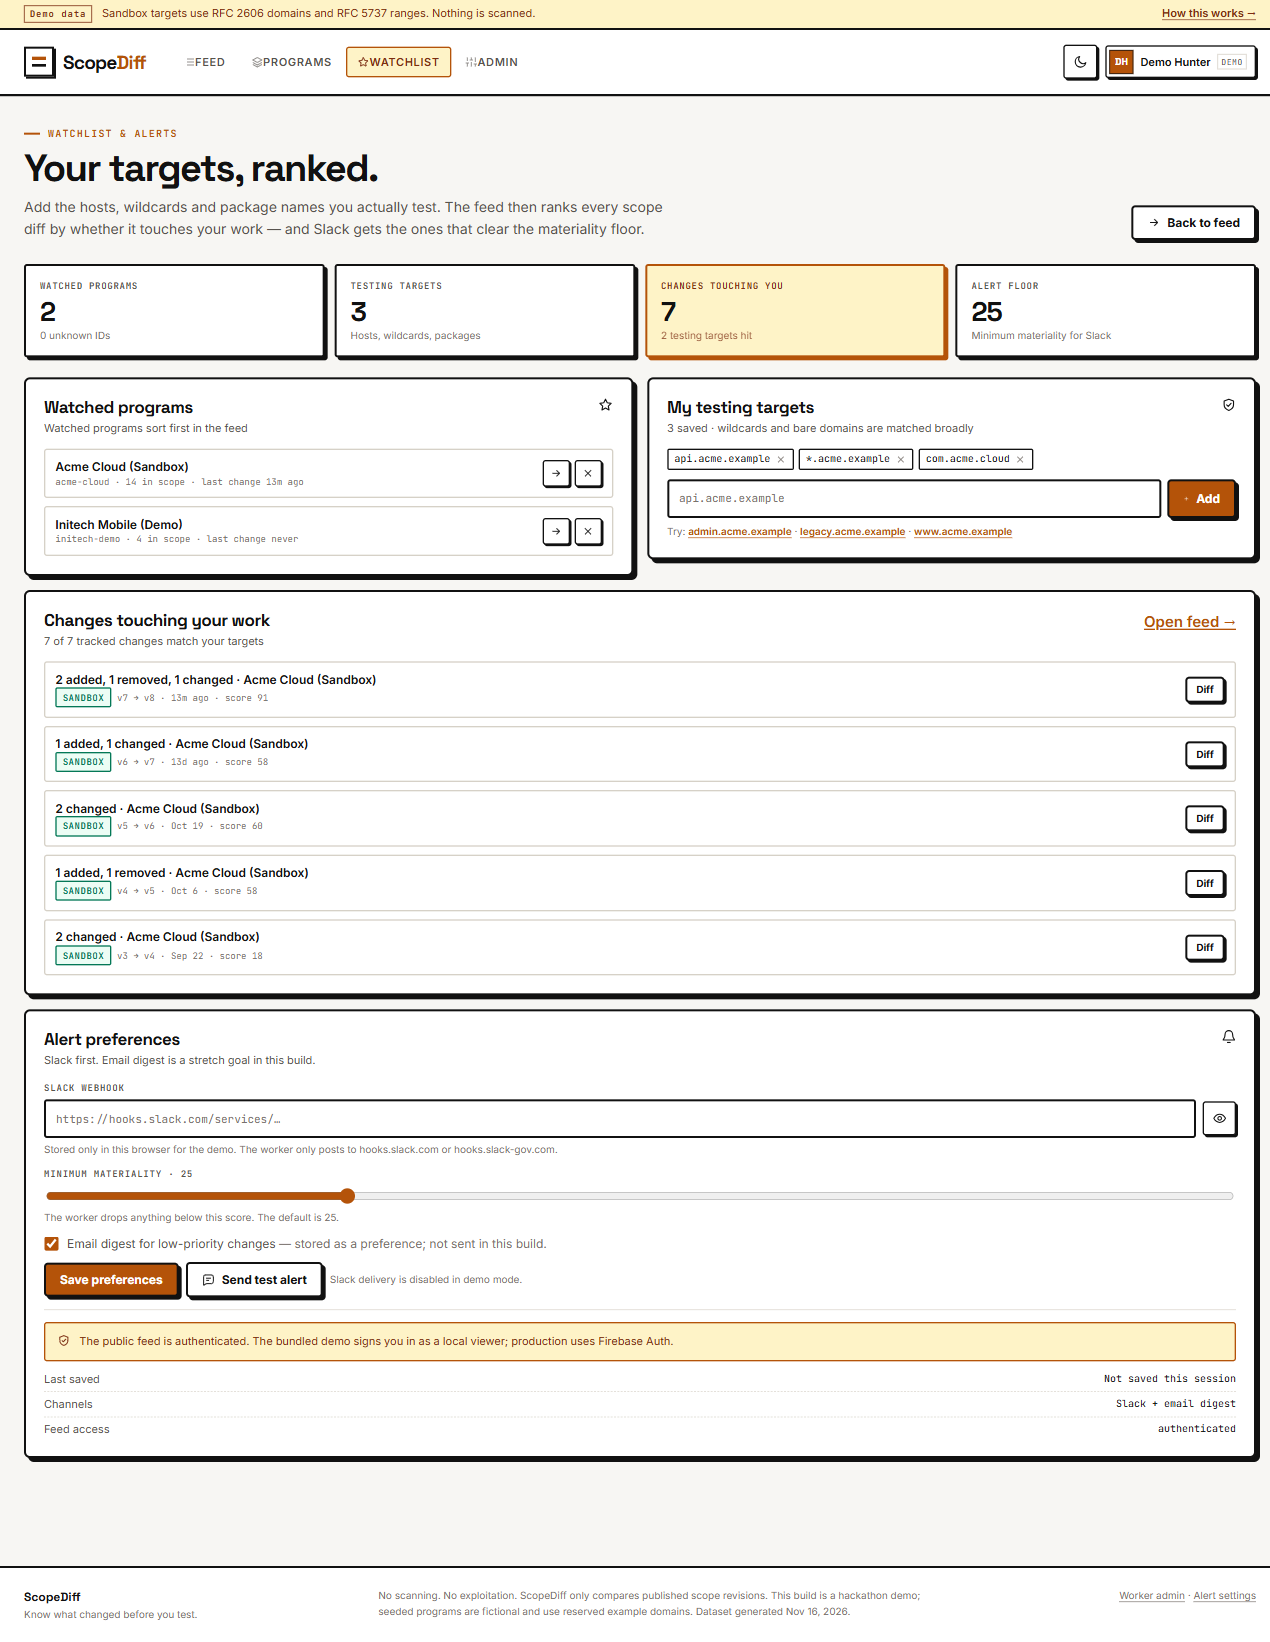 Demo data Sandbox targets use RFC 2606 domains and RFC 5737 ranges. Nothing is scanned. How this works →
ScopeDiff FEED PROGRAMS WATCHLIST ADMIN DH Demo Hunter DEMO
WATCHLIST & ALERTS
Your targets, ranked.
Add the hosts, wildcards and package names you actually test. The feed then ranks every scope
diff by whether it touches your work — and Slack gets the ones that clear the materiality floor.
→ Back to feed
WATCHED PROGRAMS
2
0 unknown IDs
TESTING TARGETS
3
Hosts, wildcards, packages
CHANGES TOUCHING YOU
7
2 testing targets hit
ALERT FLOOR
25
Minimum materiality for Slack
Watched programs
Watched programs sort first in the feed
Acme Cloud (Sandbox)
acme-cloud · 14 in scope · last change 13m ago
Initech Mobile (Demo)
initech-demo · 4 in scope · last change never
My testing targets
3 saved · wildcards and bare domains are matched broadly
api.acme.example × *.acme.example × com.acme.cloud ×
api.acme.example + Add
Try: admin.acme.example · legacy.acme.example · www.acme.example
Changes touching your work
7 of 7 tracked changes match your targets
Open feed →
2 added, 1 removed, 1 changed · Acme Cloud (Sandbox)
SANDBOX v7 → v8 · 13m ago · score 91
Diff
1 added, 1 changed · Acme Cloud (Sandbox)
SANDBOX v6 → v7 · 13d ago · score 58
Diff
2 changed · Acme Cloud (Sandbox)
SANDBOX v5 → v6 · Oct 19 · score 60
Diff
1 added, 1 removed · Acme Cloud (Sandbox)
SANDBOX v4 → v5 · Oct 6 · score 58
Diff
2 changed · Acme Cloud (Sandbox)
SANDBOX v3 → v4 · Sep 22 · score 18
Diff
Alert preferences
Slack first. Email digest is a stretch goal in this build.
SLACK WEBHOOK
https://hooks.slack.com/services/…
Stored only in this browser for the demo. The worker only posts to hooks.slack.com or hooks.slack-gov.com.
MINIMUM MATERIALITY · 25
The worker drops anything below this score. The default is 25.
Email digest for low-priority changes — stored as a preference; not sent in this build.
Save preferences Send test alert Slack delivery is disabled in demo mode.
The public feed is authenticated. The bundled demo signs you in as a local viewer; production uses Firebase Auth.
Last saved Not saved this session
Channels Slack + email digest
Feed access authenticated
ScopeDiff
Know what changed before you test.
No scanning. No exploitation. ScopeDiff only compares published scope revisions. This build is a hackathon demo;
seeded programs are fictional and use reserved example domains. Dataset generated Nov 16, 2026.
Worker admin · Alert settings